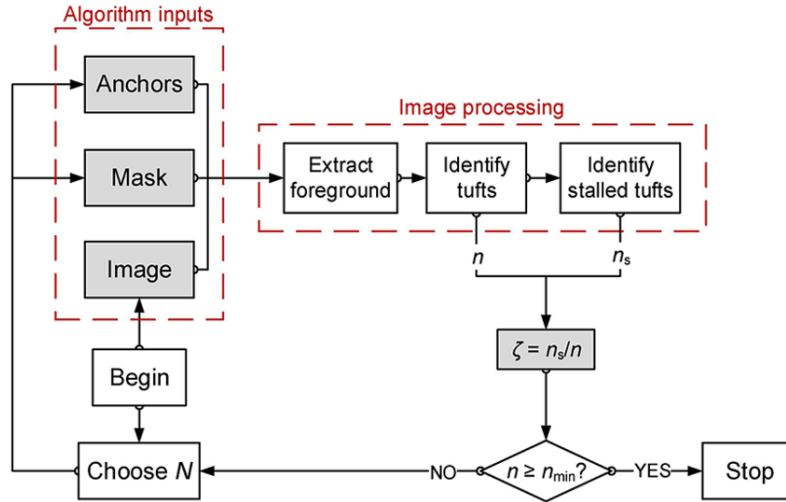 Algorithm inputs
Anchors
Mask
Image
Begin
Choose N
Image processing
Extract
foreground
Identify
tufts
Identify
stalled tufts
n
nₛ
ζ = nₛ/n
n ≥ n_min?
NO
YES
Stop